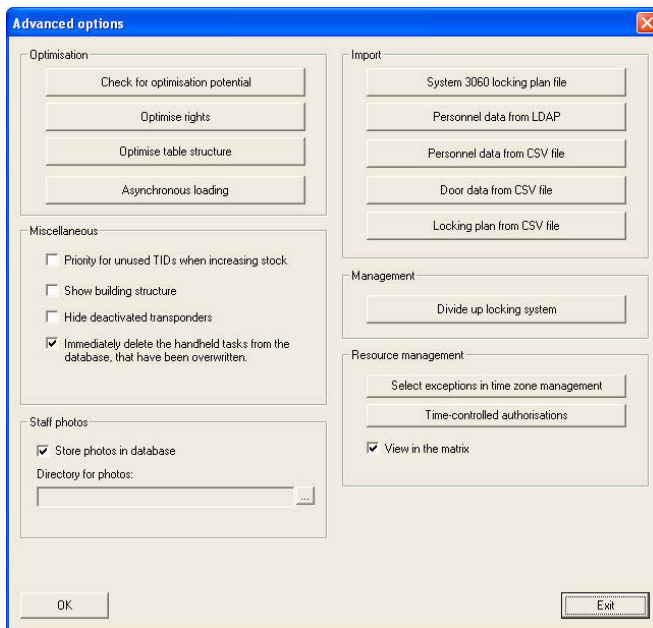 Advanced options
Optimisation
Check for optimisation potential
Optimise rights
Optimise table structure
Asynchronous loading
Miscellaneous
Priority for unused TIDs when increasing stock
Show building structure
Hide deactivated transponders
Immediately delete the handheld tasks from the
database, that have been overwritten.
Staff photos
Store photos in database
Directory for photos:
...
Import
System 3060 locking plan file
Personnel data from LDAP
Personnel data from CSV file
Door data from CSV file
Locking plan from CSV file
Management
Divide up locking system
Resource management
Select exceptions in time zone management
Time-controlled authorisations
View in the matrix
OK
Exit